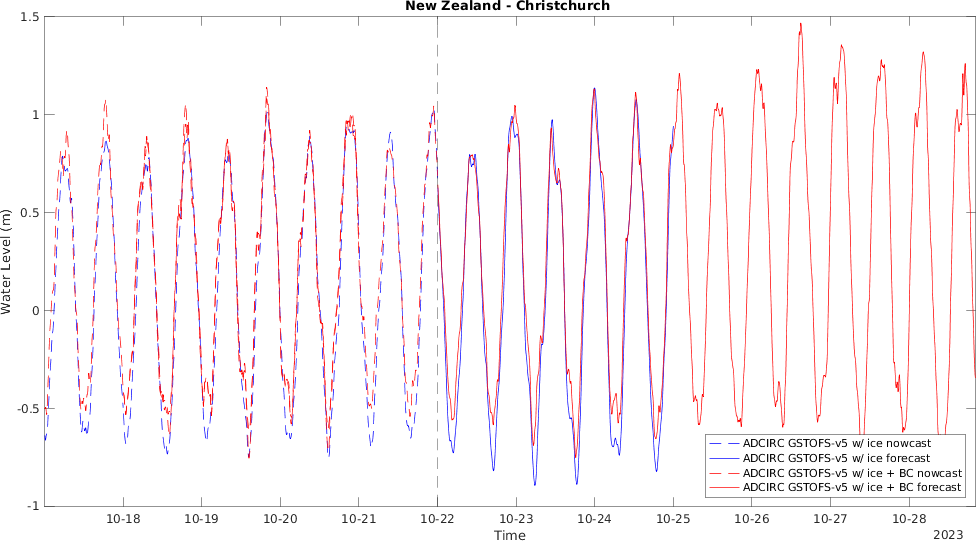 New Zealand - Christchurch
1.5
1
0.5
0
-0.5
-1
Water Level (m)
10-18 10-19 10-20 10-21 10-22 10-23 10-24 10-25 10-26 10-27 10-28
Time
2023
ADCIRC GSTOFS-v5 w/ ice nowcast
ADCIRC GSTOFS-v5 w/ ice forecast
ADCIRC GSTOFS-v5 w/ ice + BC nowcast
ADCIRC GSTOFS-v5 w/ ice + BC forecast